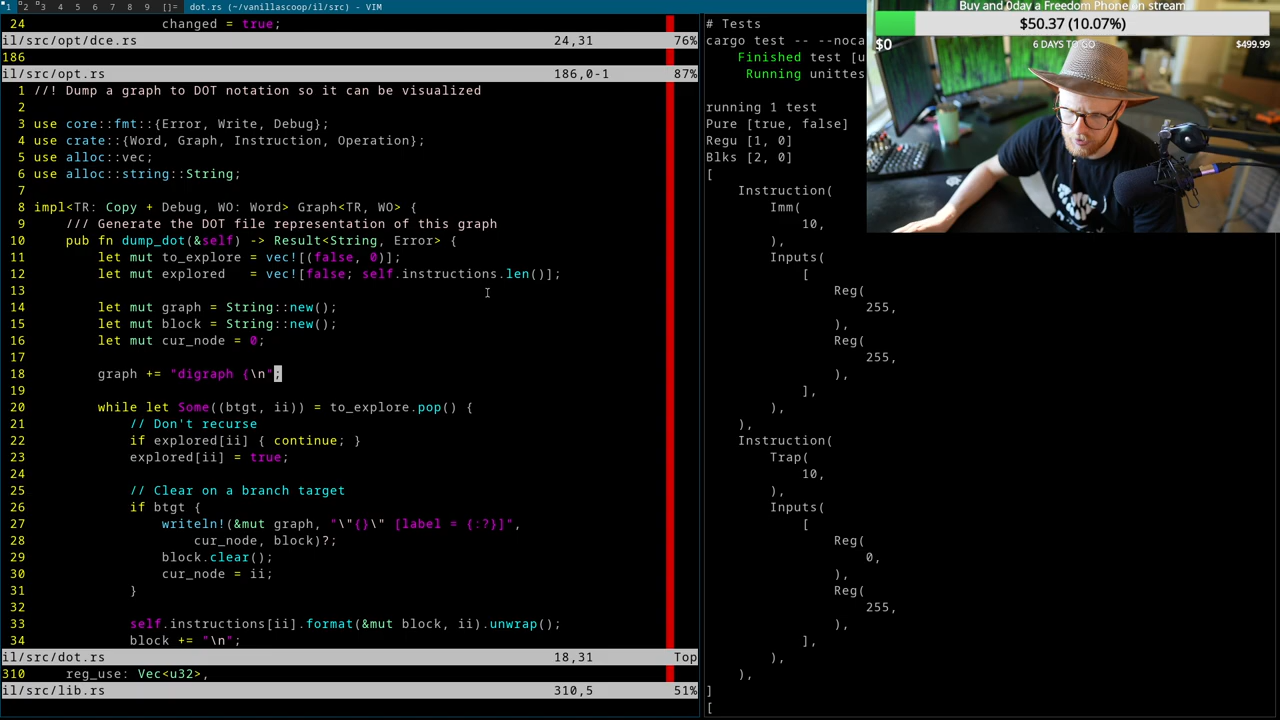 1 2 3 4 5 6 7 8 9 []= dot.rs (~/vanillascoop/il/src) - VIM
24                 changed = true;
il/src/opt/dce.rs 24,31 76%
186
il/src/opt.rs 186,0-1 87%
1 //! Dump a graph to DOT notation so it can be visualized
2
3 use core::fmt::{Error, Write, Debug};
4 use crate::{Word, Graph, Instruction, Operation};
5 use alloc::vec;
6 use alloc::string::String;
7
8 impl<TR: Copy + Debug, WO: Word> Graph<TR, WO> {
9     /// Generate the DOT file representation of this graph
10     pub fn dump_dot(&self) -> Result<String, Error> {
11         let mut to_explore = vec![(false, 0)];
12         let mut explored   = vec![false; self.instructions.len()];
13
14         let mut graph = String::new();
15         let mut block = String::new();
16         let mut cur_node = 0;
17
18         graph += "digraph {\n";
19
20         while let Some((btgt, ii)) = to_explore.pop() {
21             // Don't recurse
22             if explored[ii] { continue; }
23             explored[ii] = true;
24
25             // Clear on a branch target
26             if btgt {
27                 writeln!(&mut graph, "\"{}\" [label = {:?}]",
28                     cur_node, block)?;
29                 block.clear();
30                 cur_node = ii;
31             }
32
33             self.instructions[ii].format(&mut block, ii).unwrap();
34             block += "\n";
il/src/dot.rs 18,31 Top
310     reg_use: Vec<u32>,
il/src/lib.rs 310,5 51%
# Tests
cargo test -- --noca
    Finished test [u
     Running unittes
running 1 test
Pure [true, false]
Regu [1, 0]
Blks [2, 0]
[
    Instruction(
        Imm(
            10,
        ),
        Inputs(
            [
                Reg(
                    255,
                ),
                Reg(
                    255,
                ),
            ],
        ),
    ),
    Instruction(
        Trap(
            10,
        ),
        Inputs(
            [
                Reg(
                    0,
                ),
                Reg(
                    255,
                ),
            ],
        ),
    ),
]
[
Buy and 0day a Freedom Phone on stream
$50.37 (10.07%)
$0 6 DAYS TO GO $499.99